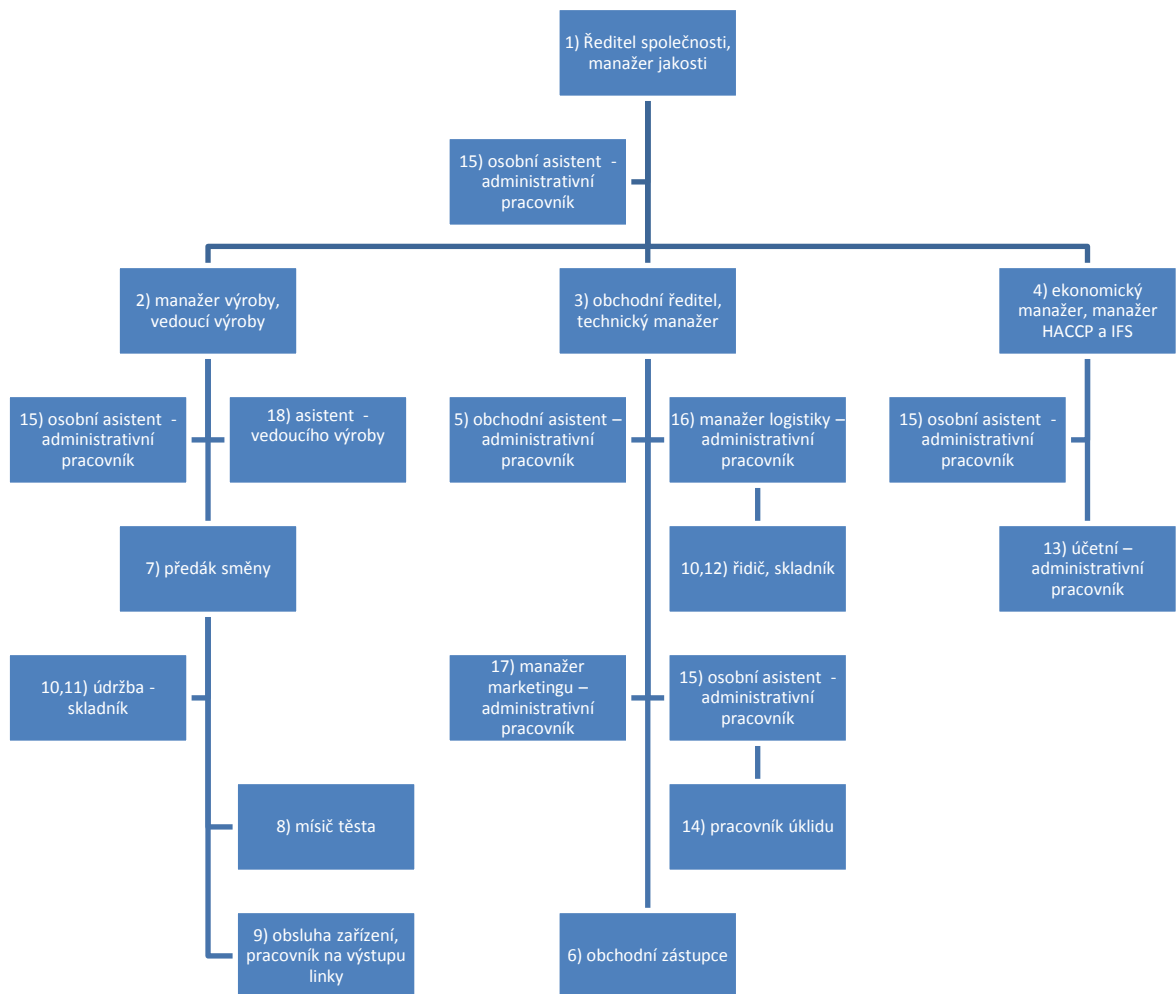 1) Ředitel společnosti,
manažer jakosti
15) osobní asistent -
administrativní
pracovník
2) manažer výroby,
vedoucí výroby
3) obchodní ředitel,
technický manažer
4) ekonomický
manažer, manažer
HACCP a IFS
15) osobní asistent -
administrativní
pracovník
18) asistent -
vedoucího výroby
5) obchodní asistent –
administrativní
pracovník
16) manažer logistiky –
administrativní
pracovník
15) osobní asistent -
administrativní
pracovník
7) předák směny
10,12) řidič, skladník
13) účetní –
administrativní
pracovník
10,11) údržba -
skladník
17) manažer
marketingu –
administrativní
pracovník
15) osobní asistent -
administrativní
pracovník
8) mísič těsta
14) pracovník úklidu
9) obsluha zařízení,
pracovník na výstupu
linky
6) obchodní zástupce